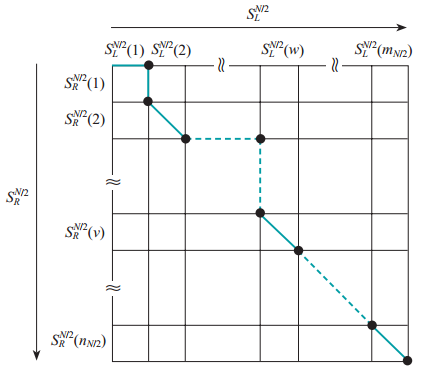 S_L^{N/2}
S_L^{N/2}(1) S_L^{N/2}(2) S_L^{N/2}(w) S_L^{N/2}(m_{N/2})
S_R^{N/2}(1)
S_R^{N/2}(2)
S_R^{N/2}
S_R^{N/2}(v)
S_R^{N/2}(n_{N/2})